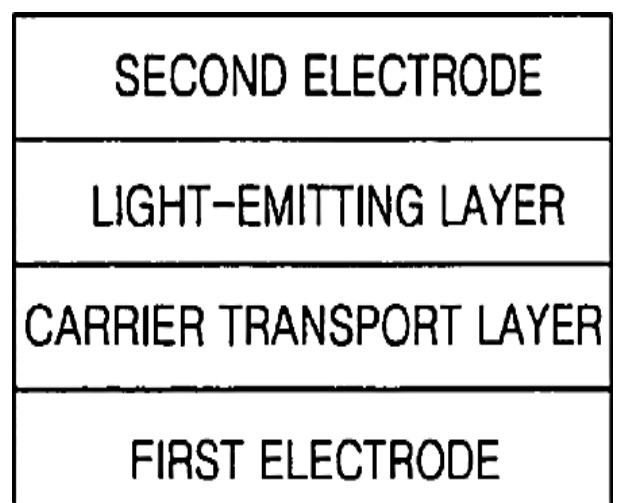 SECOND ELECTRODE
LIGHT-EMITTING LAYER
CARRIER TRANSPORT LAYER
FIRST ELECTRODE